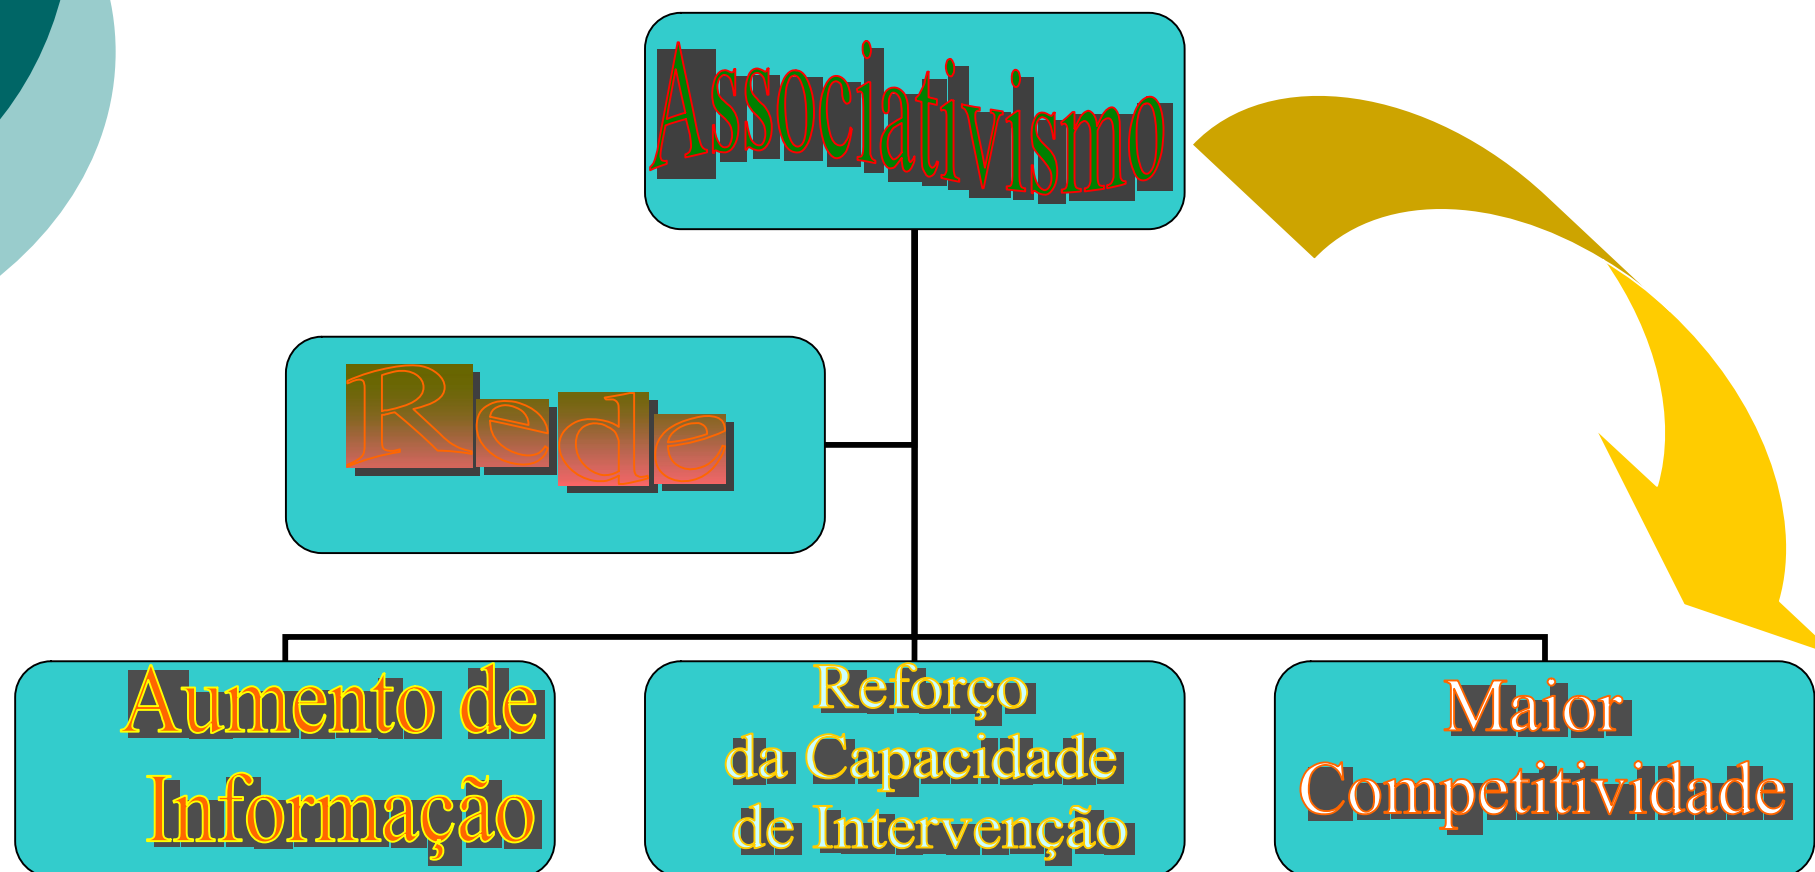 Associativismo
Rede
Aumento de
Informação
Reforço
da Capacidade
de Intervenção
Maior
Competitividade